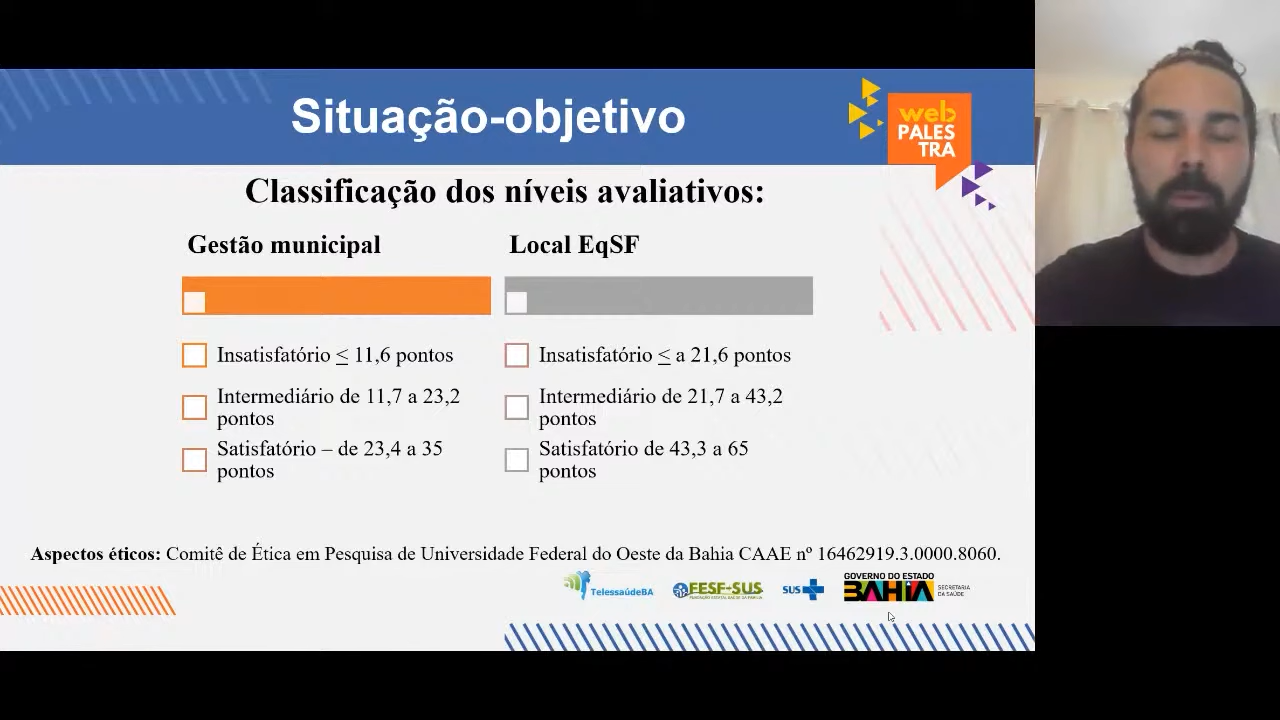 Situação-objetivo
web
PALES
TRA
Classificação dos níveis avaliativos:
Gestão municipal
Insatisfatório ≤ 11,6 pontos
Intermediário de 11,7 a 23,2
pontos
Satisfatório – de 23,4 a 35
pontos
Local EqSF
Insatisfatório ≤ a 21,6 pontos
Intermediário de 21,7 a 43,2
pontos
Satisfatório de 43,3 a 65
pontos
Aspectos éticos: Comitê de Ética em Pesquisa de Universidade Federal do Oeste da Bahia CAAE nº 16462919.3.0000.8060.
TelessaúdeBA
FESF-SUS
SUS
GOVERNO DO ESTADO
BAHIA
SECRETARIA
DA SAÚDE